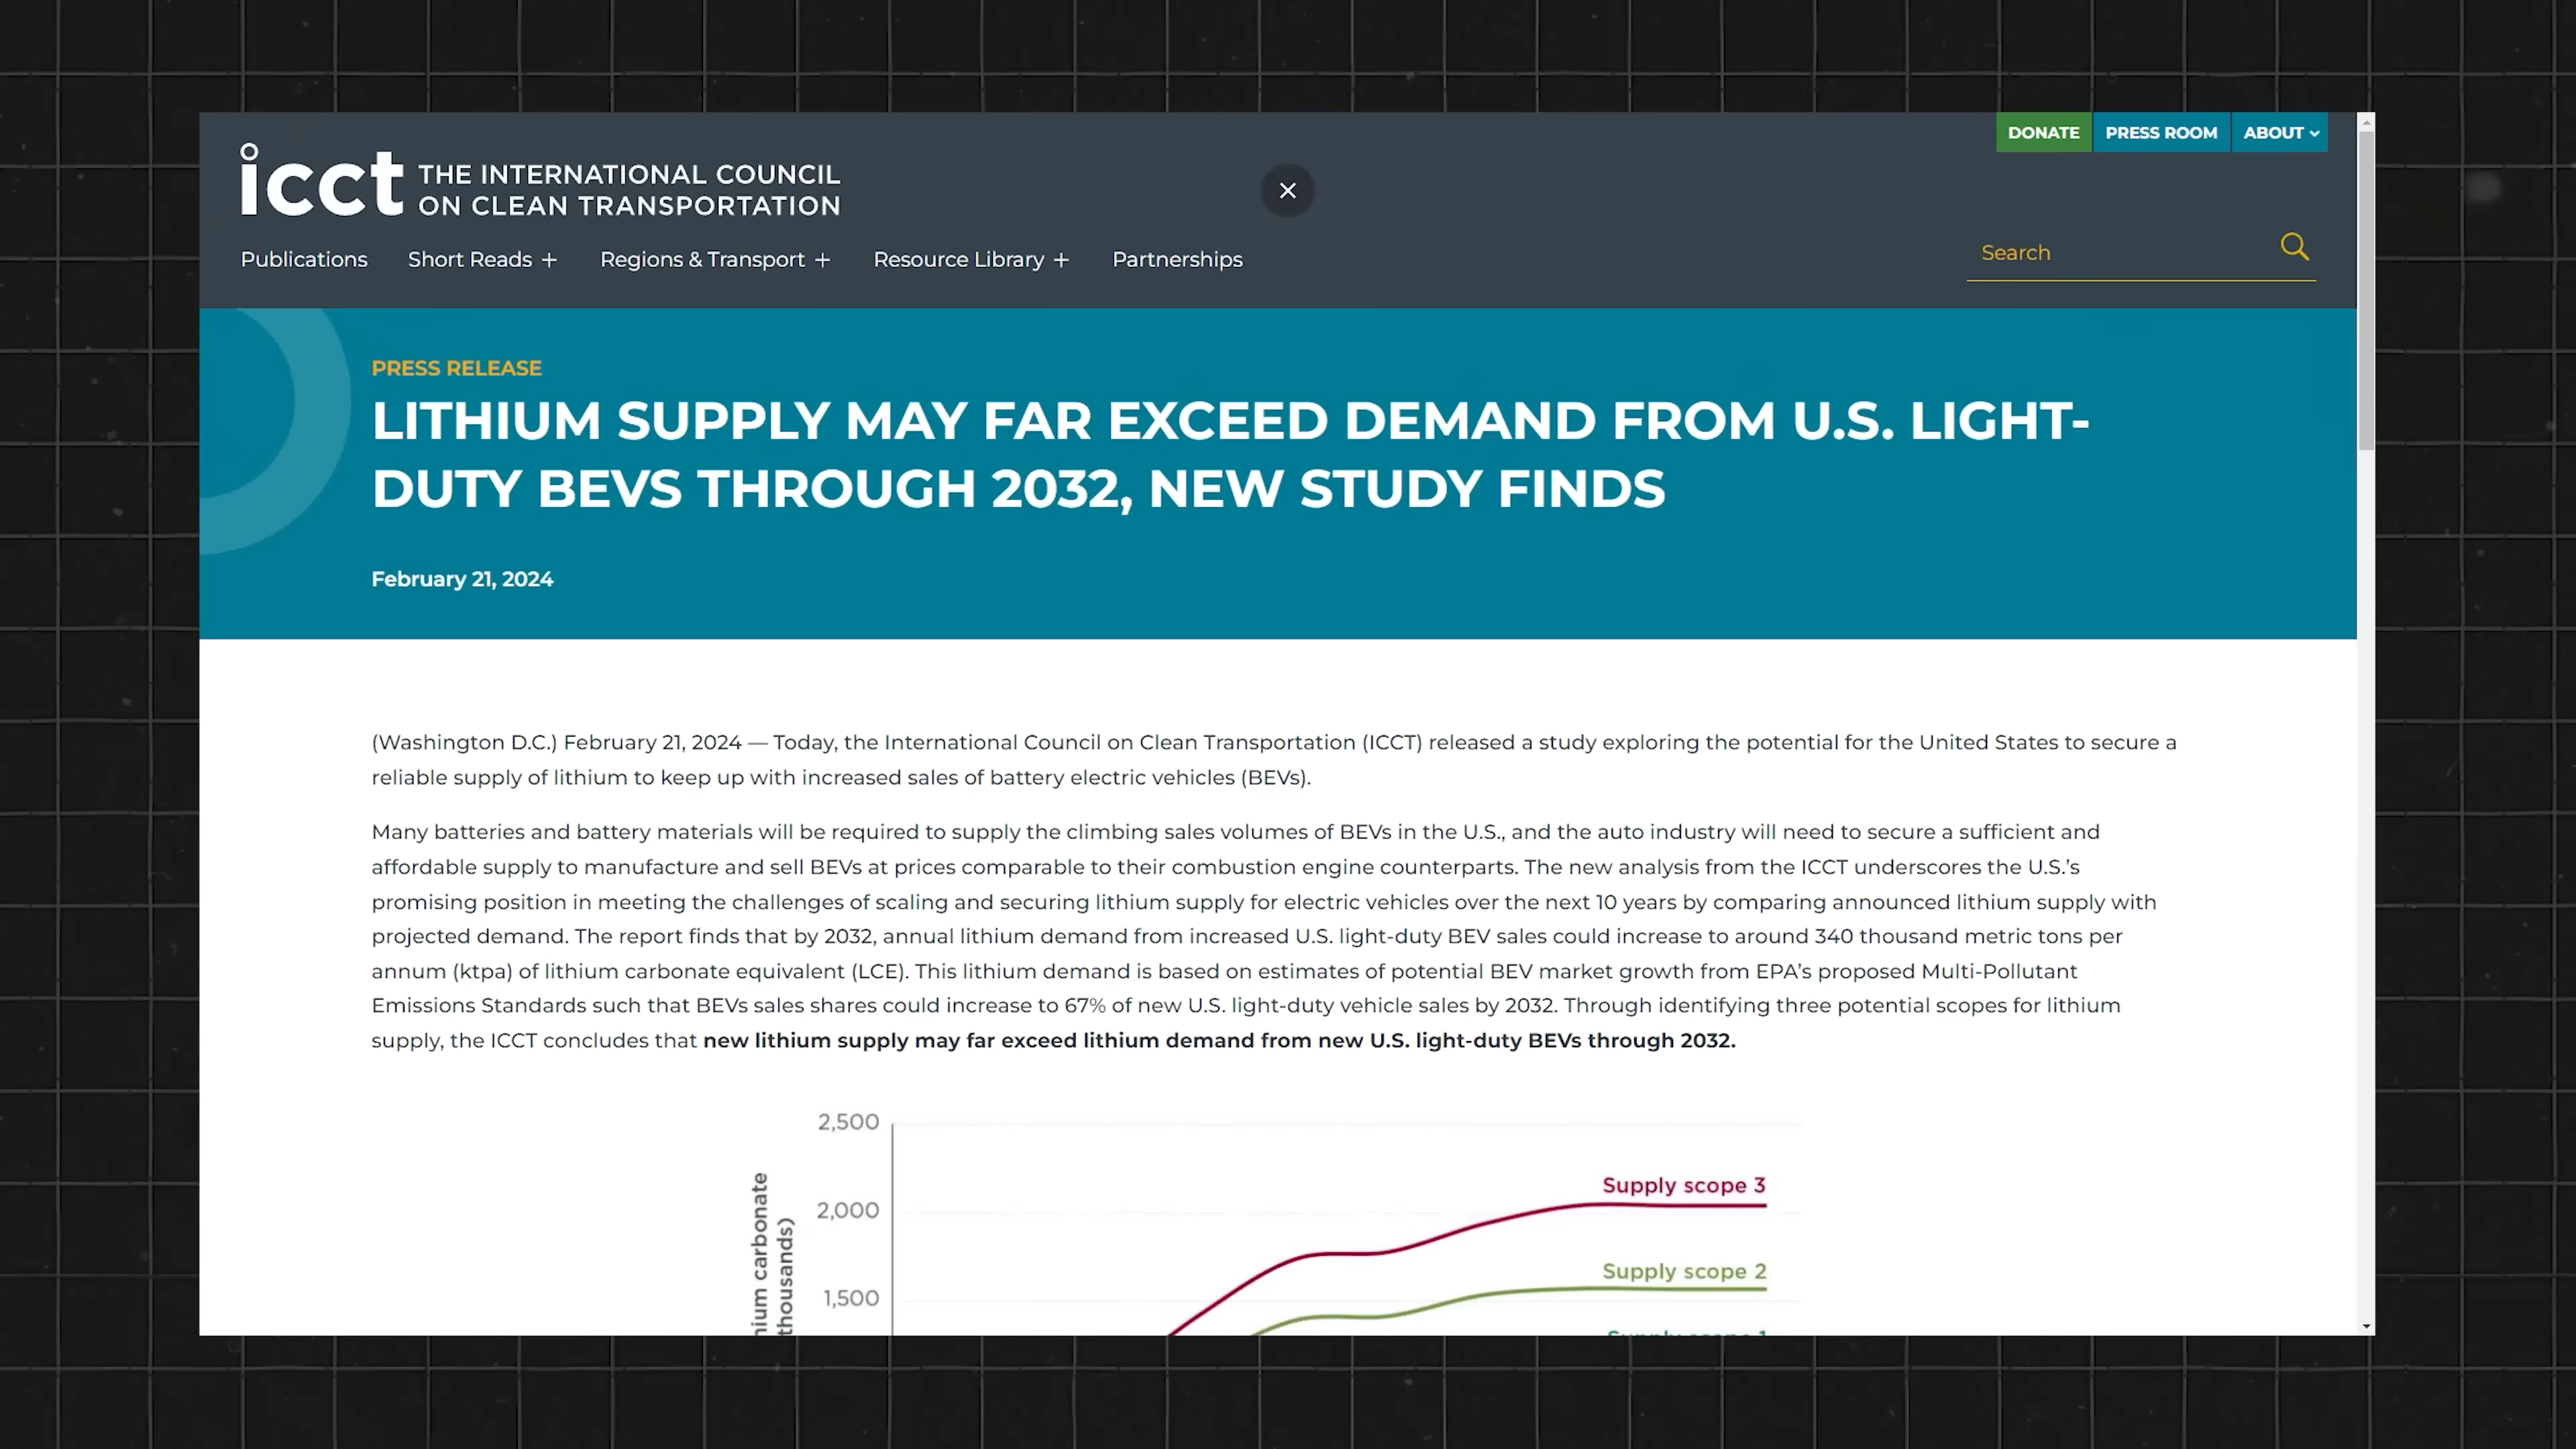 DONATE PRESS ROOM ABOUT
icct THE INTERNATIONAL COUNCIL
ON CLEAN TRANSPORTATION
Publications Short Reads + Regions & Transport + Resource Library + Partnerships
Search
PRESS RELEASE
LITHIUM SUPPLY MAY FAR EXCEED DEMAND FROM U.S. LIGHT-
DUTY BEVS THROUGH 2032, NEW STUDY FINDS
February 21, 2024
(Washington D.C.) February 21, 2024 — Today, the International Council on Clean Transportation (ICCT) released a study exploring the potential for the United States to secure a
reliable supply of lithium to keep up with increased sales of battery electric vehicles (BEVs).
Many batteries and battery materials will be required to supply the climbing sales volumes of BEVs in the U.S., and the auto industry will need to secure a sufficient and
affordable supply to manufacture and sell BEVs at prices comparable to their combustion engine counterparts. The new analysis from the ICCT underscores the U.S.'s
promising position in meeting the challenges of scaling and securing lithium supply for electric vehicles over the next 10 years by comparing announced lithium supply with
projected demand. The report finds that by 2032, annual lithium demand from increased U.S. light-duty BEV sales could increase to around 340 thousand metric tons per
annum (ktpa) of lithium carbonate equivalent (LCE). This lithium demand is based on estimates of potential BEV market growth from EPA's proposed Multi-Pollutant
Emissions Standards such that BEVs sales shares could increase to 67% of new U.S. light-duty vehicle sales by 2032. Through identifying three potential scopes for lithium
supply, the ICCT concludes that new lithium supply may far exceed lithium demand from new U.S. light-duty BEVs through 2032.
2,500
Supply scope 3
2,000
Supply scope 2
1,500
carbonate
thousands)